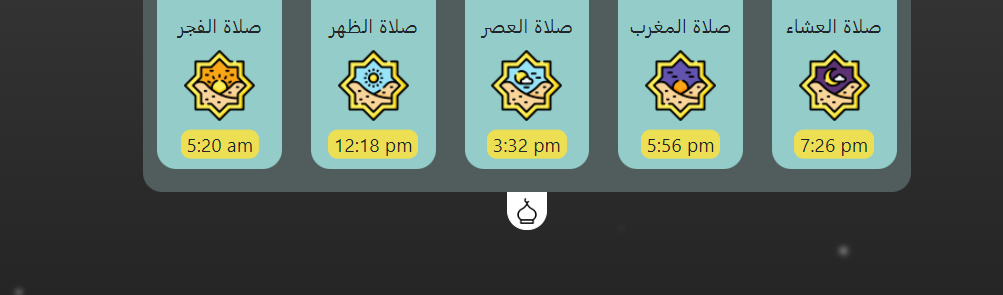 صلاة الفجر
5:20 am
صلاة الظهر
12:18 pm
صلاة العصر
3:32 pm
صلاة المغرب
5:56 pm
صلاة العشاء
7:26 pm